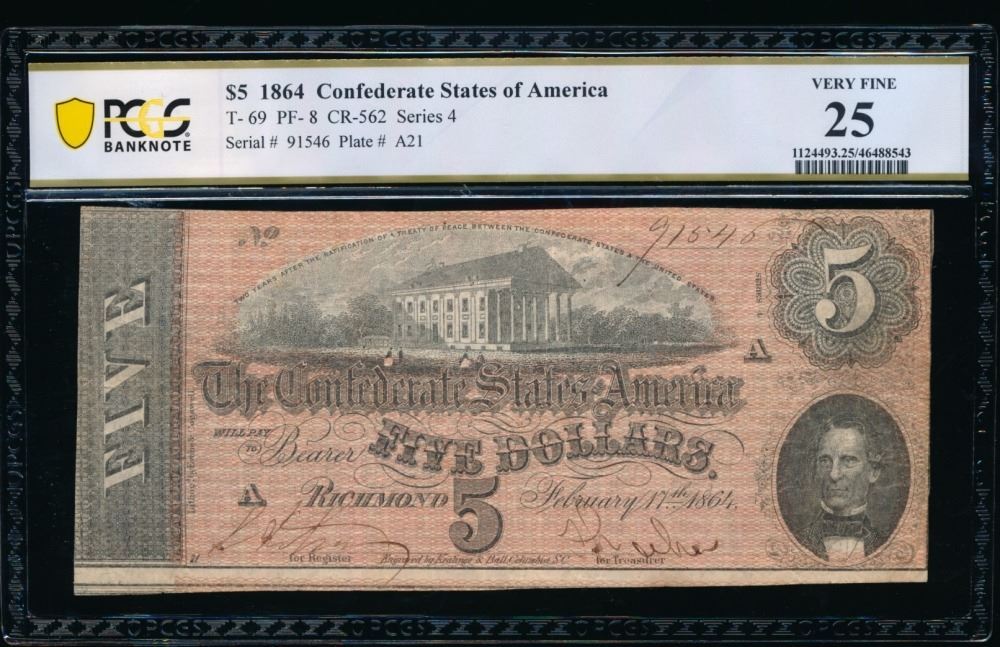 PCGS
BANKNOTE
$5 1864 Confederate States of America
T- 69 PF- 8 CR-562 Series 4
Serial # 91546 Plate # A21
VERY FINE
25
1124493.25/46488543
No.
TWO YEARS AFTER THE RATIFICATION OF A TREATY OF PEACE BETWEEN THE CONFEDERATE STATES & THE UNITED STATES
91546
5
A
FIVE
The Confederate States of America
WILL PAY
TO Bearer
FIVE DOLLARS.
A
RICHMOND
5
February 17th 1864.
for Register
Engraved by Keatinge & Ball Columbia S.C.
for Treasurer